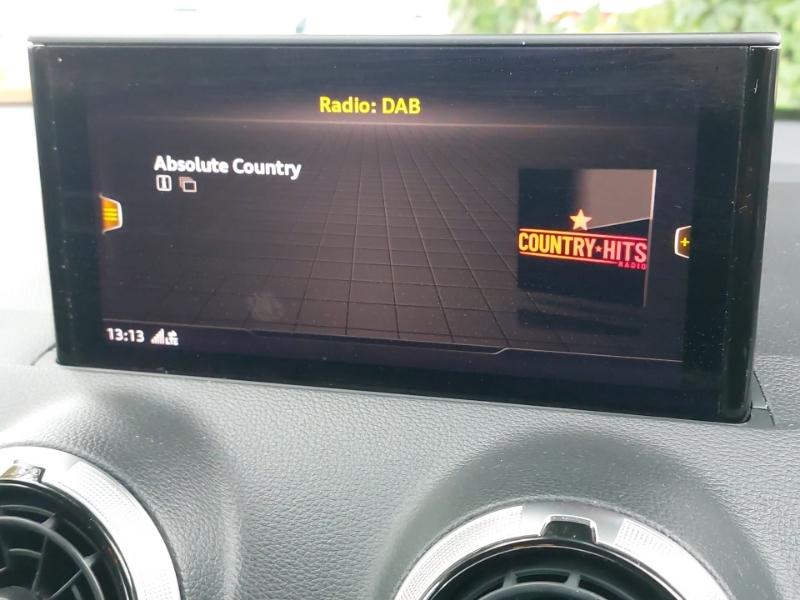 Radio: DAB
Absolute Country
COUNTRY★HITS
RADIO
+
13:13 LTE